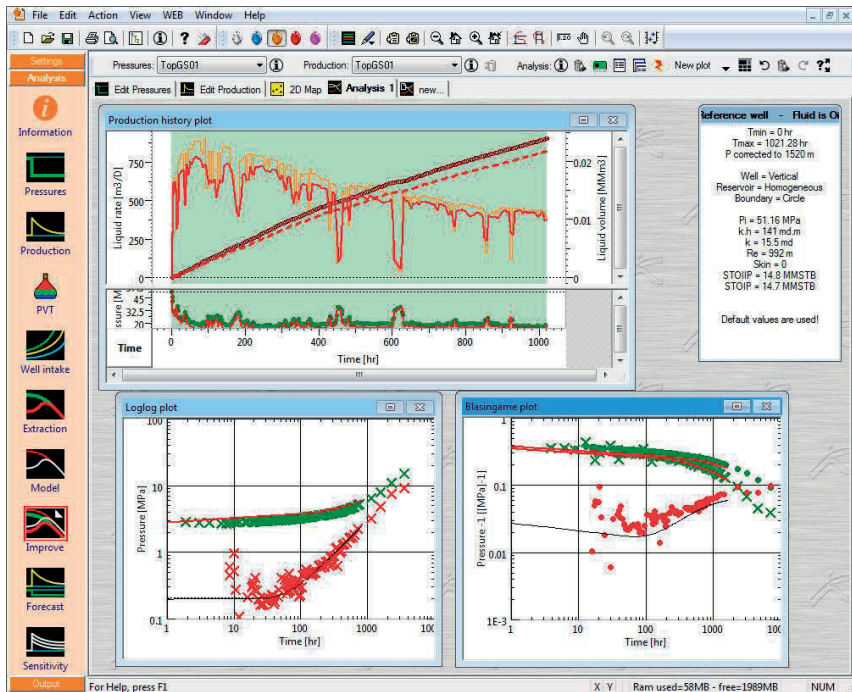 File Edit Action View WEB Window Help
Settings
Analysis
Information
Pressures
Production
PVT
Well intake
Extraction
Model
Improve
Forecast
Sensitivity
Output
Pressures: TopGS01 Production: TopGS01 Analysis: New plot
Edit Pressures Edit Production 2D Map Analysis 1 new...
Production history plot
Liquid rate [m3/D]
750
500
250
0
Liquid volume [MMm3]
0.02
0.01
0
ssure [M
45
32.5
20
Time
0 200 400 600 800 1000
Time [hr]
Reference well - Fluid is Oi
Tmin = 0 hr
Tmax = 1021.28 hr
P corrected to 1520 m
Well = Vertical
Reservoir = Homogeneous
Boundary = Circle
Pi = 51.16 MPa
k.h = 141 md.m
k = 15.5 md
Re = 992 m
Skin = 0
STOIIP = 14.8 MMSTB
STOIP = 14.7 MMSTB
Default values are used!
Loglog plot
Pressure [MPa]
100
10
1
0.1
1 10 100 1000 100
Time [hr]
Blasingame plot
Pressure -1 [[MPa]-1]
1
0.1
0.01
1E-3
1 10 100 1000 100
Time [hr]
For Help, press F1
X Y Ram used=58MB - free=1989MB NUM